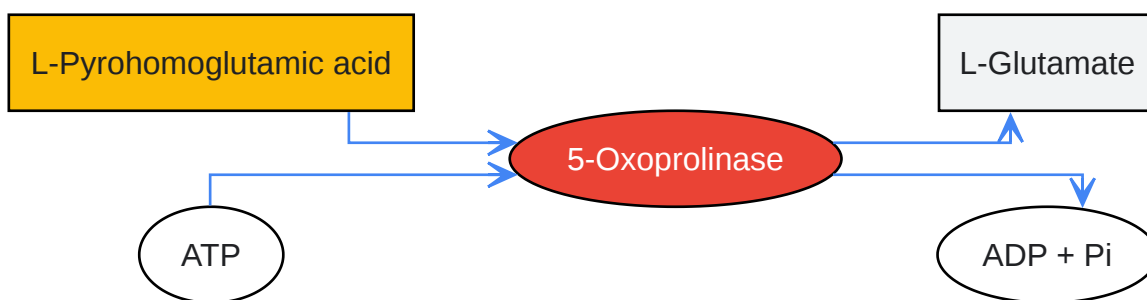 L-Pyrohomoglutamic acid
L-Glutamate
5-Oxoprolinase
ATP
ADP + Pi